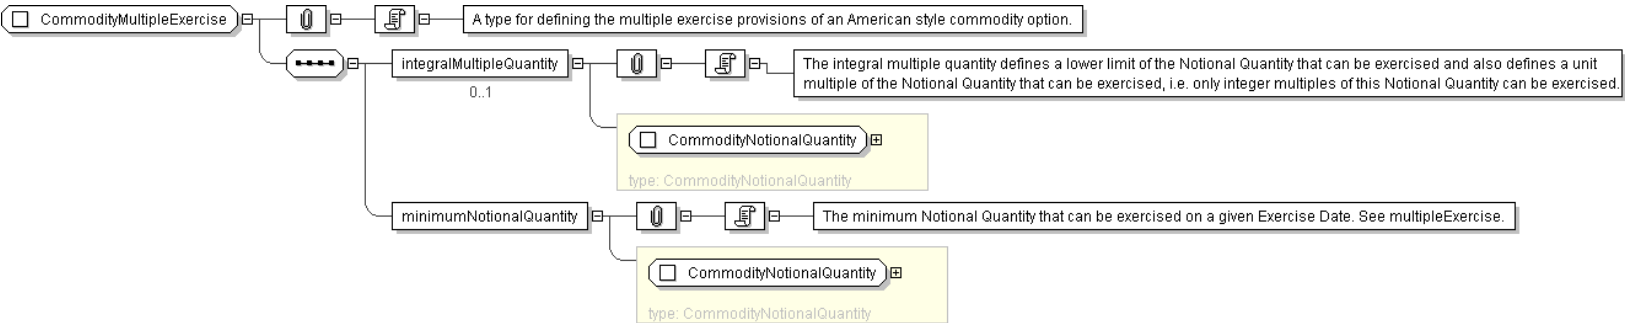 CommodityMultipleExercise
A type for defining the multiple exercise provisions of an American style commodity option.
integralMultipleQuantity
0..1
The integral multiple quantity defines a lower limit of the Notional Quantity that can be exercised and also defines a unit
multiple of the Notional Quantity that can be exercised, i.e. only integer multiples of this Notional Quantity can be exercised.
CommodityNotionalQuantity
type: CommodityNotionalQuantity
minimumNotionalQuantity
The minimum Notional Quantity that can be exercised on a given Exercise Date. See multipleExercise.
CommodityNotionalQuantity
type: CommodityNotionalQuantity